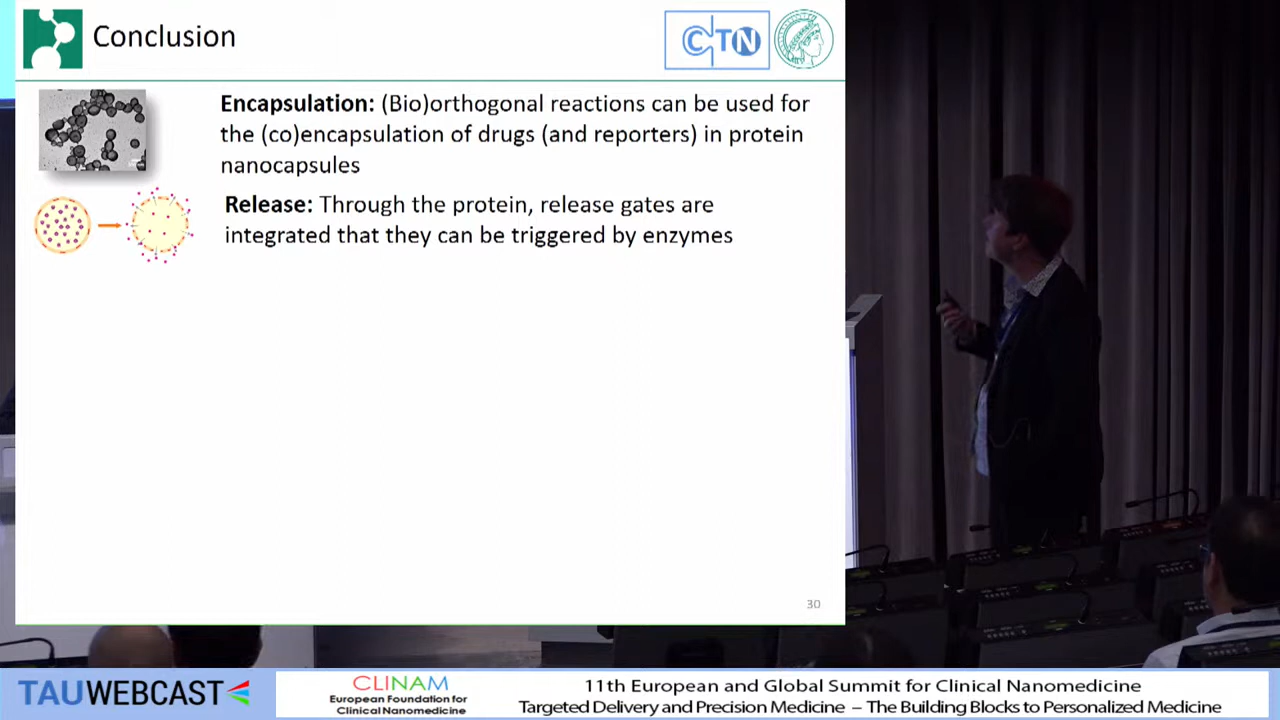 Conclusion
CTN
Encapsulation: (Bio)orthogonal reactions can be used for
the (co)encapsulation of drugs (and reporters) in protein
nanocapsules
Release: Through the protein, release gates are
integrated that they can be triggered by enzymes
30
TAUWEBCAST
CLINAM
European Foundation for
Clinical Nanomedicine
11th European and Global Summit for Clinical Nanomedicine
Targeted Delivery and Precision Medicine – The Building Blocks to Personalized Medicine